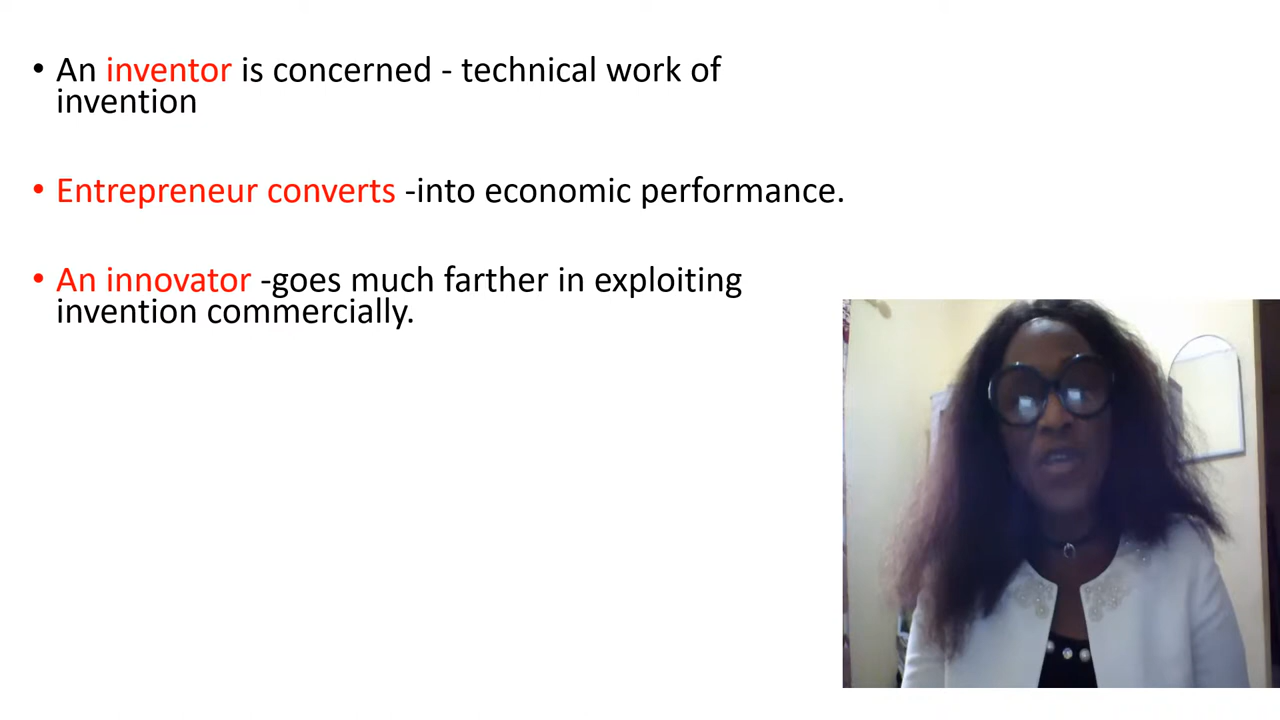 • An inventor is concerned - technical work of
invention
• Entrepreneur converts -into economic performance.
• An innovator -goes much farther in exploiting
invention commercially.